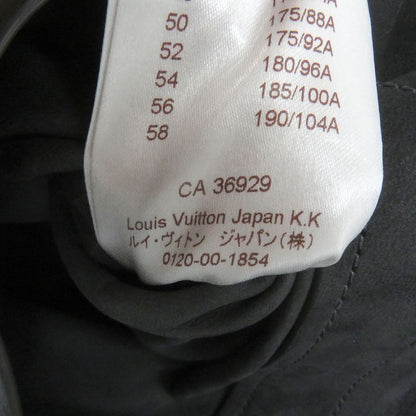 50 175/88A
52 175/92A
54 180/96A
56 185/100A
58 190/104A
CA 36929
Louis Vuitton Japan K.K
ルイ・ヴィトン ジャパン(株)
0120-00-1854